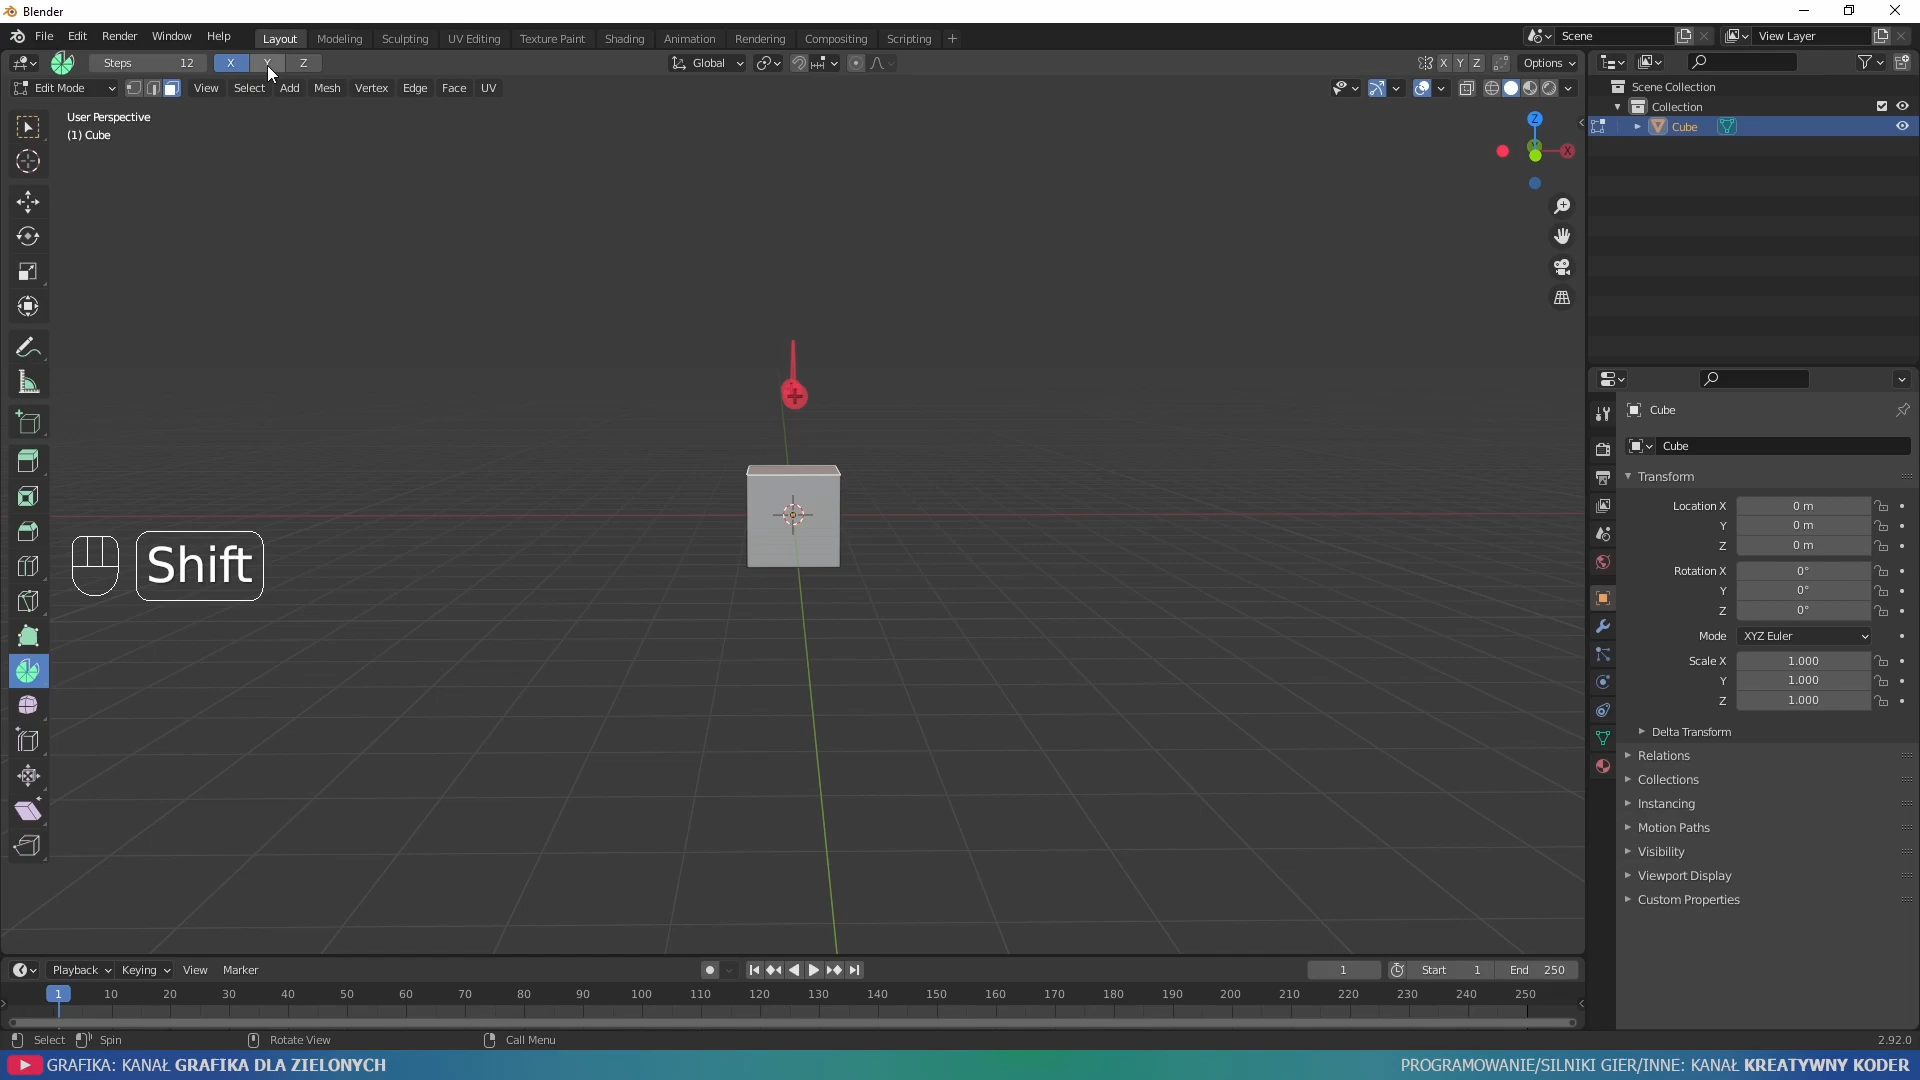 Blender
File Edit Render Window Help Layout Modeling Sculpting UV Editing Texture Paint Shading Animation Rendering Compositing Scripting Scene View Layer
Steps 12 X Y Z Global X Y Z Options
Edit Mode View Select Add Mesh Vertex Edge Face UV
User Perspective
(1) Cube
Z
X
Shift
Scene Collection
Collection
Cube
Cube
Cube
Transform
Location X 0 m
Y 0 m
Z 0 m
Rotation X 0°
Y 0°
Z 0°
Mode XYZ Euler
Scale X 1.000
Y 1.000
Z 1.000
Delta Transform
Relations
Collections
Instancing
Motion Paths
Visibility
Viewport Display
Custom Properties
Playback Keying View Marker 1 Start 1 End 250
1 10 20 30 40 50 60 70 80 90 100 110 120 130 140 150 160 170 180 190 200 210 220 230 240 250
Select Spin Rotate View Call Menu 2.92.0
GRAFIKA: KANAŁ GRAFIKA DLA ZIELONYCH PROGRAMOWANIE/SILNIKI GIER/INNE: KANAŁ KREATYWNY KODER